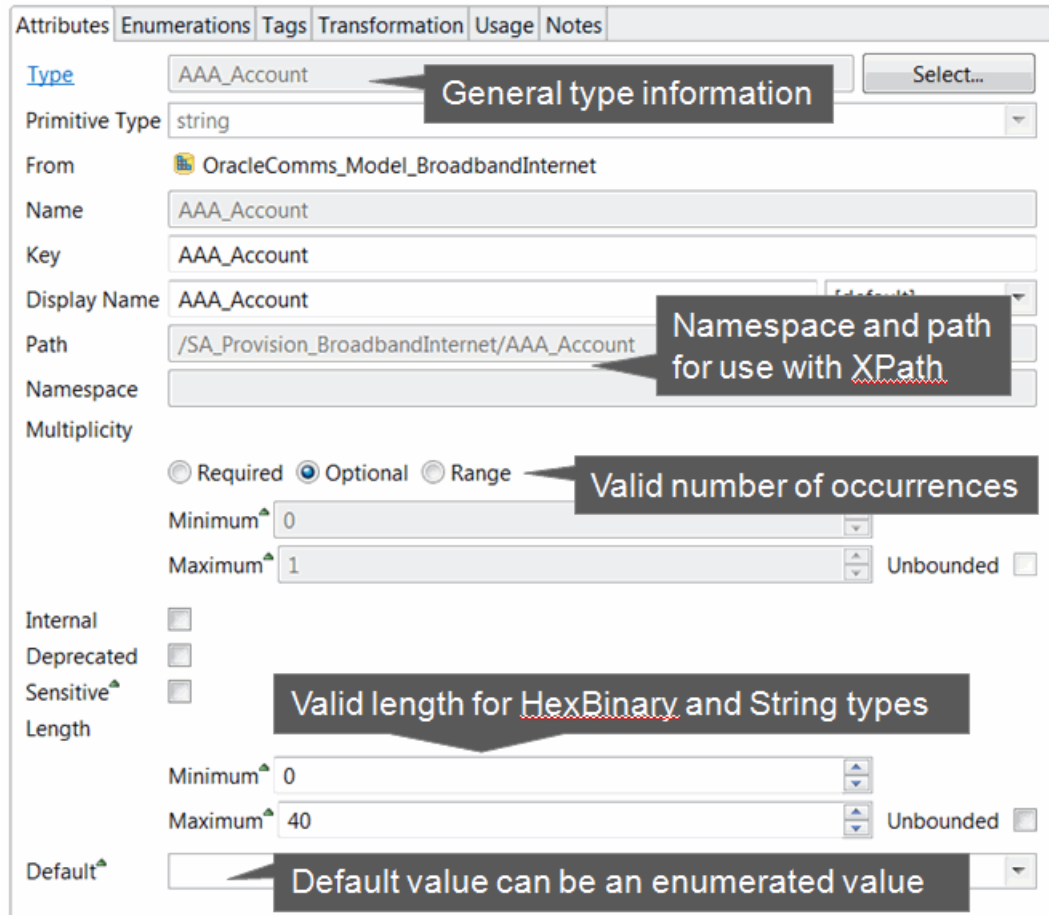 Attributes Enumerations Tags Transformation Usage Notes
Type AAA_Account Select...
General type information
Primitive Type string
From OracleComms_Model_BroadbandInternet
Name AAA_Account
Key AAA_Account
Display Name AAA_Account [default]
Namespace and path
for use with XPath
Path /SA_Provision_BroadbandInternet/AAA_Account
Namespace
Multiplicity
Required Optional Range
Valid number of occurrences
Minimum 0
Maximum 1 Unbounded
Internal
Deprecated
Sensitive
Valid length for HexBinary and String types
Length
Minimum 0
Maximum 40 Unbounded
Default
Default value can be an enumerated value